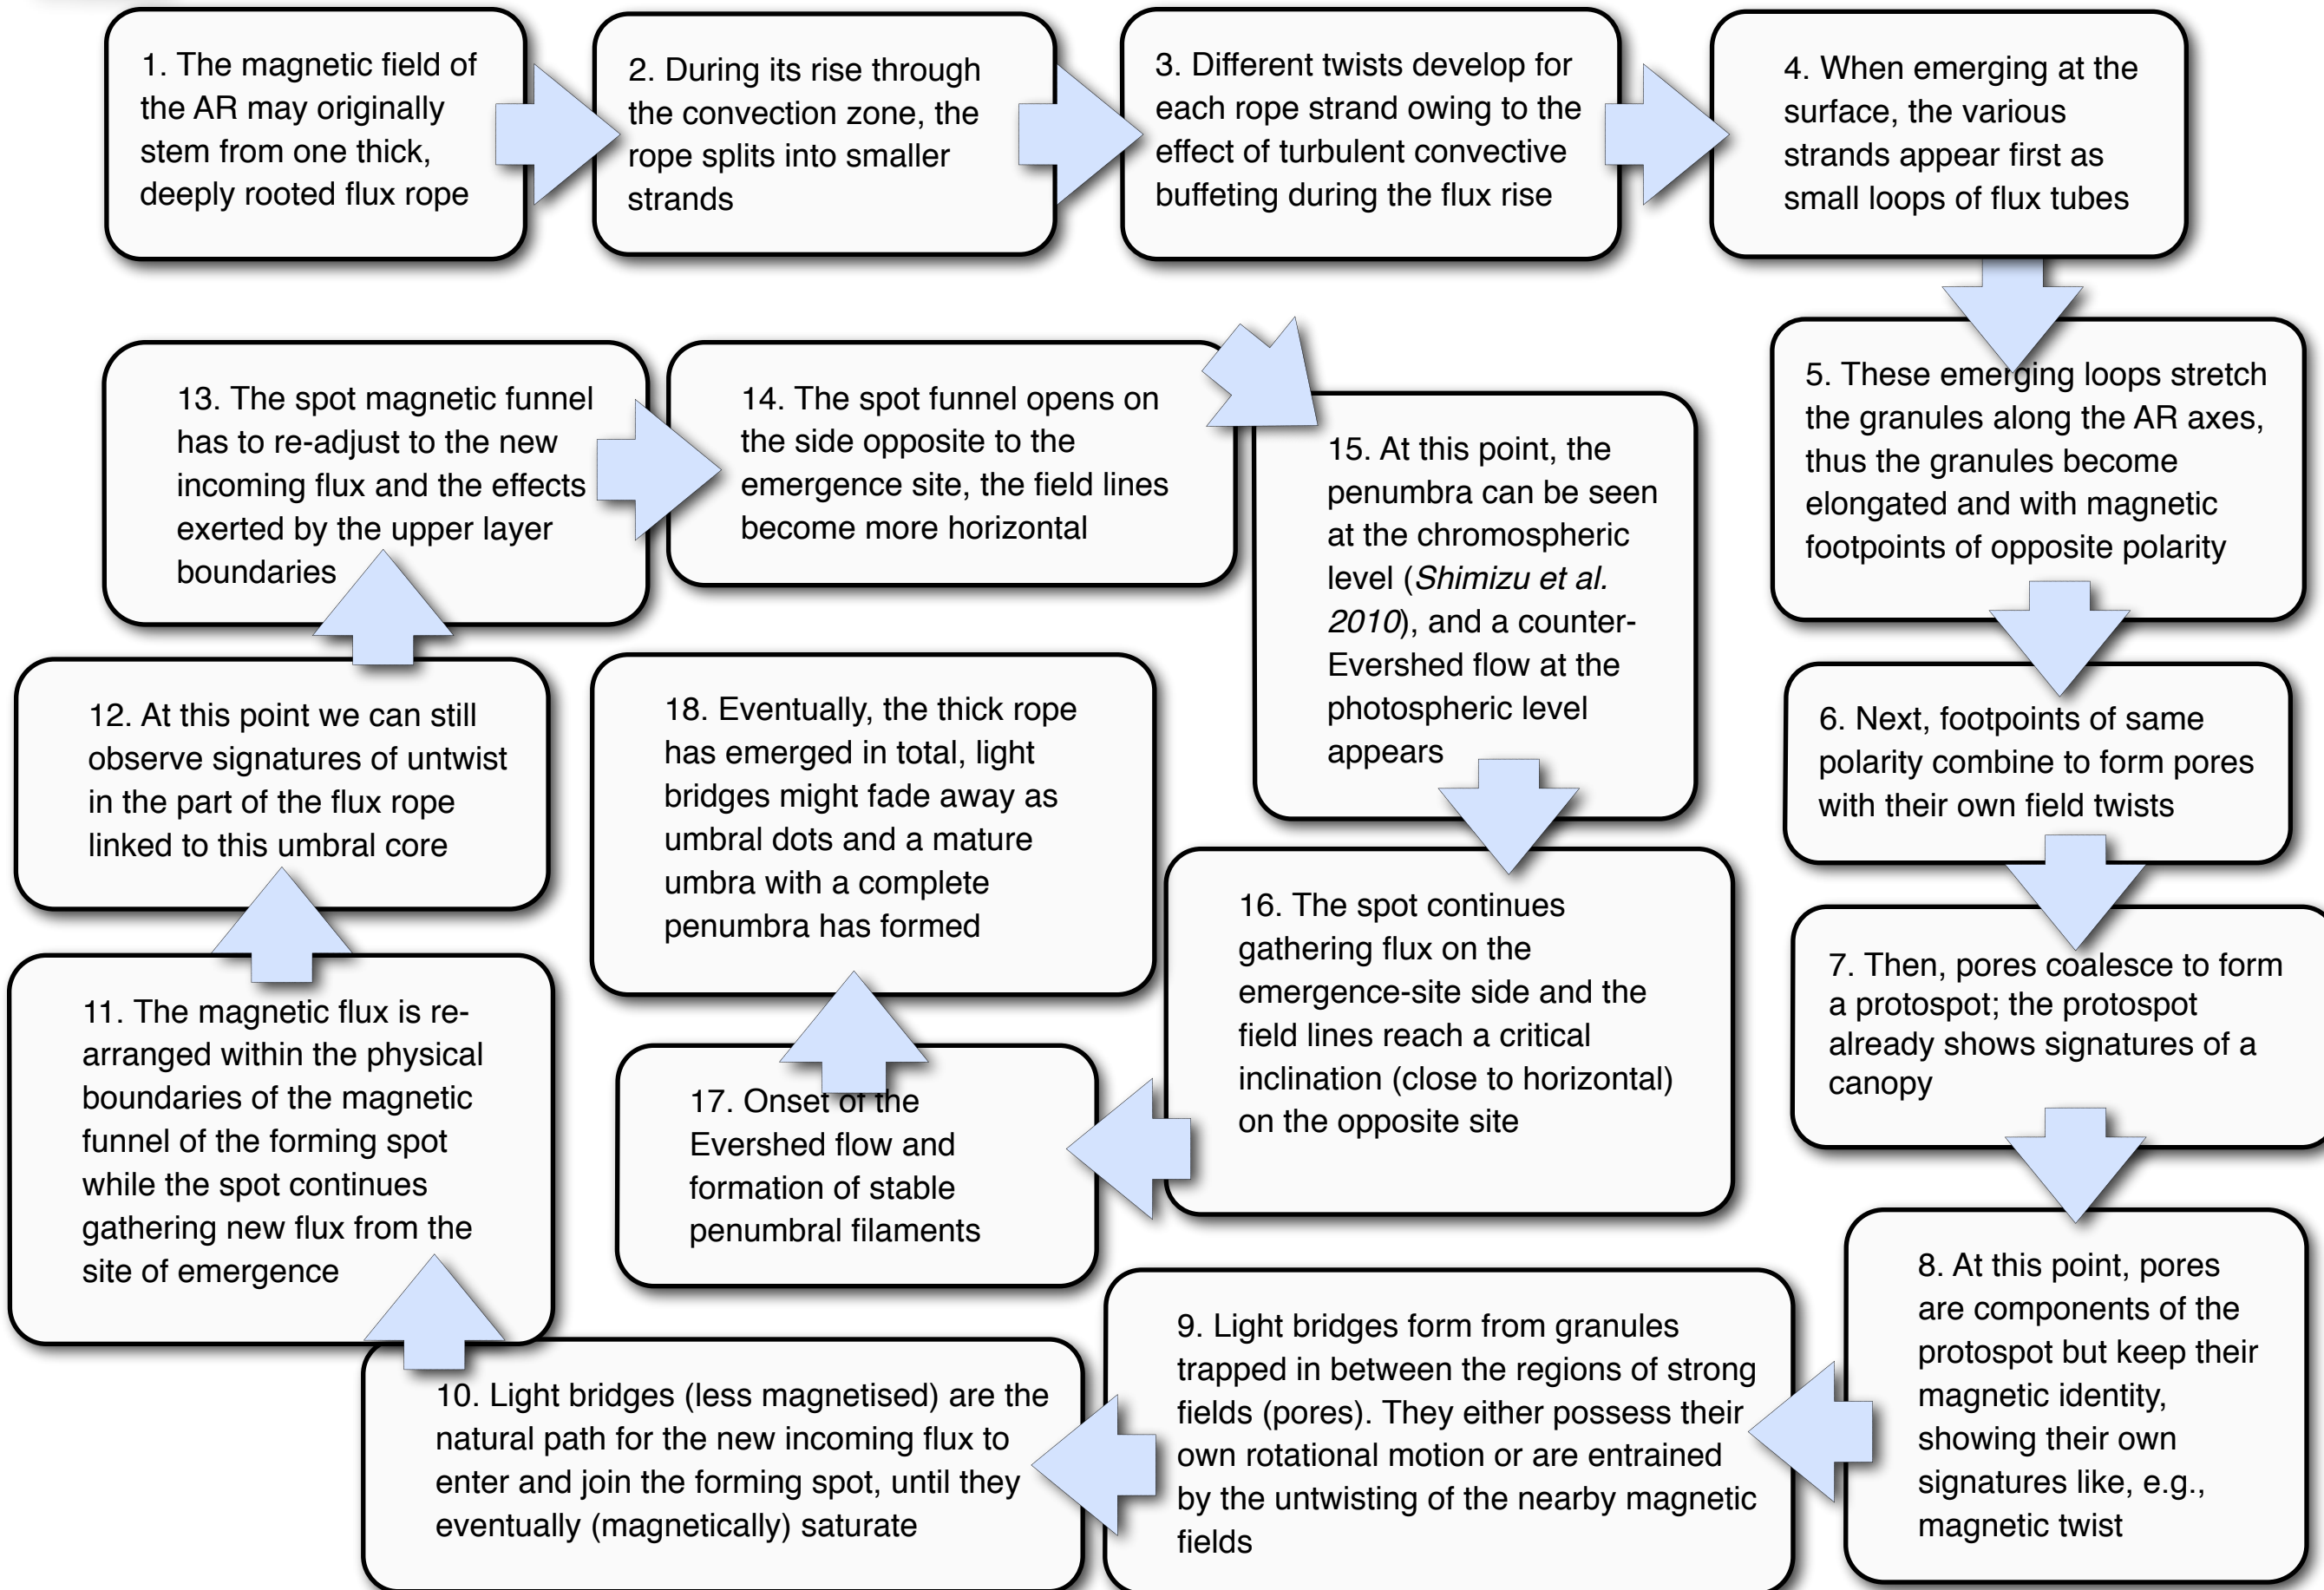 1. The magnetic field of
the AR may originally
stem from one thick,
deeply rooted flux rope
2. During its rise through
the convection zone, the
rope splits into smaller
strands
3. Different twists develop for
each rope strand owing to the
effect of turbulent convective
buffeting during the flux rise
4. When emerging at the
surface, the various
strands appear first as
small loops of flux tubes
5. These emerging loops stretch
the granules along the AR axes,
thus the granules become
elongated and with magnetic
footpoints of opposite polarity
6. Next, footpoints of same
polarity combine to form pores
with their own field twists
7. Then, pores coalesce to form
a protospot; the protospot
already shows signatures of a
canopy
8. At this point, pores
are components of the
protospot but keep their
magnetic identity,
showing their own
signatures like, e.g.,
magnetic twist
9. Light bridges form from granules
trapped in between the regions of strong
fields (pores). They either possess their
own rotational motion or are entrained
by the untwisting of the nearby magnetic
fields
10. Light bridges (less magnetised) are the
natural path for the new incoming flux to
enter and join the forming spot, until they
eventually (magnetically) saturate
11. The magnetic flux is re-
arranged within the physical
boundaries of the magnetic
funnel of the forming spot
while the spot continues
gathering new flux from the
site of emergence
12. At this point we can still
observe signatures of untwist
in the part of the flux rope
linked to this umbral core
13. The spot magnetic funnel
has to re-adjust to the new
incoming flux and the effects
exerted by the upper layer
boundaries
14. The spot funnel opens on
the side opposite to the
emergence site, the field lines
become more horizontal
15. At this point, the
penumbra can be seen
at the chromospheric
level (Shimizu et al.
2010), and a counter-
Evershed flow at the
photospheric level
appears
16. The spot continues
gathering flux on the
emergence-site side and the
field lines reach a critical
inclination (close to horizontal)
on the opposite site
17. Onset of the
Evershed flow and
formation of stable
penumbral filaments
18. Eventually, the thick rope
has emerged in total, light
bridges might fade away as
umbral dots and a mature
umbra with a complete
penumbra has formed